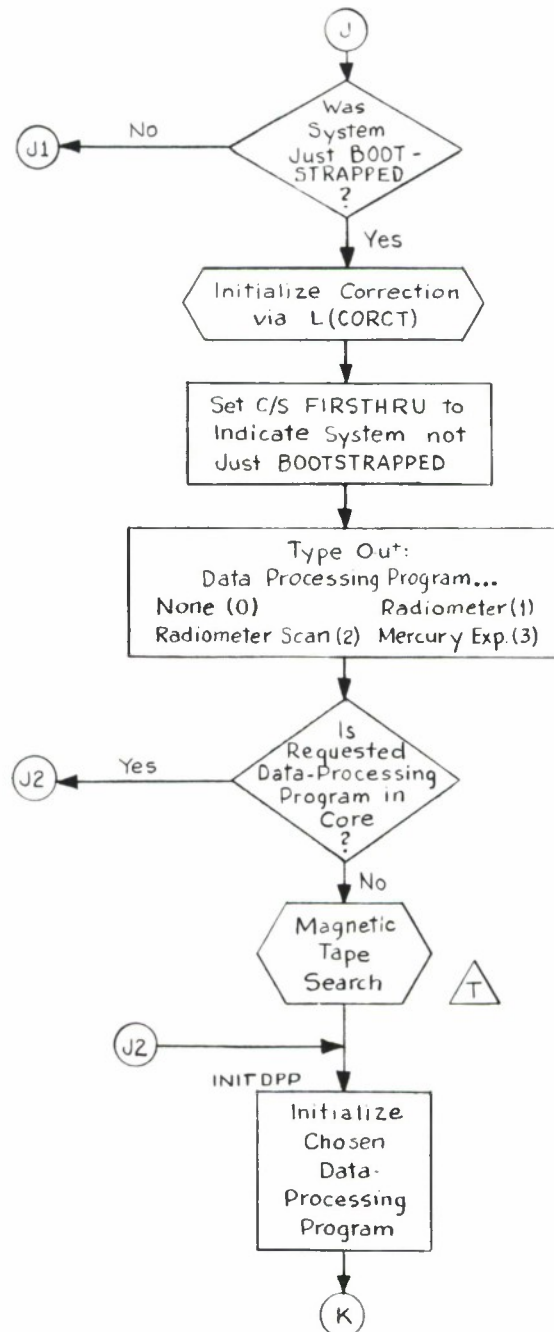 J
Was
System
Just BOOT-
STRAPPED
?
No
J1
Yes
Initialize Correction
via L(CORCT)
Set C/S FIRSTHRU to
Indicate System not
Just BOOTSTRAPPED
Type Out:
Data Processing Program...
None (0) Radiometer (1)
Radiometer Scan (2) Mercury Exp. (3)
Is
Requested
Data-Processing
Program in
Core
?
Yes
J2
No
Magnetic
Tape
Search
T
J2
INITDPP
Initialize
Chosen
Data-
Processing
Program
K